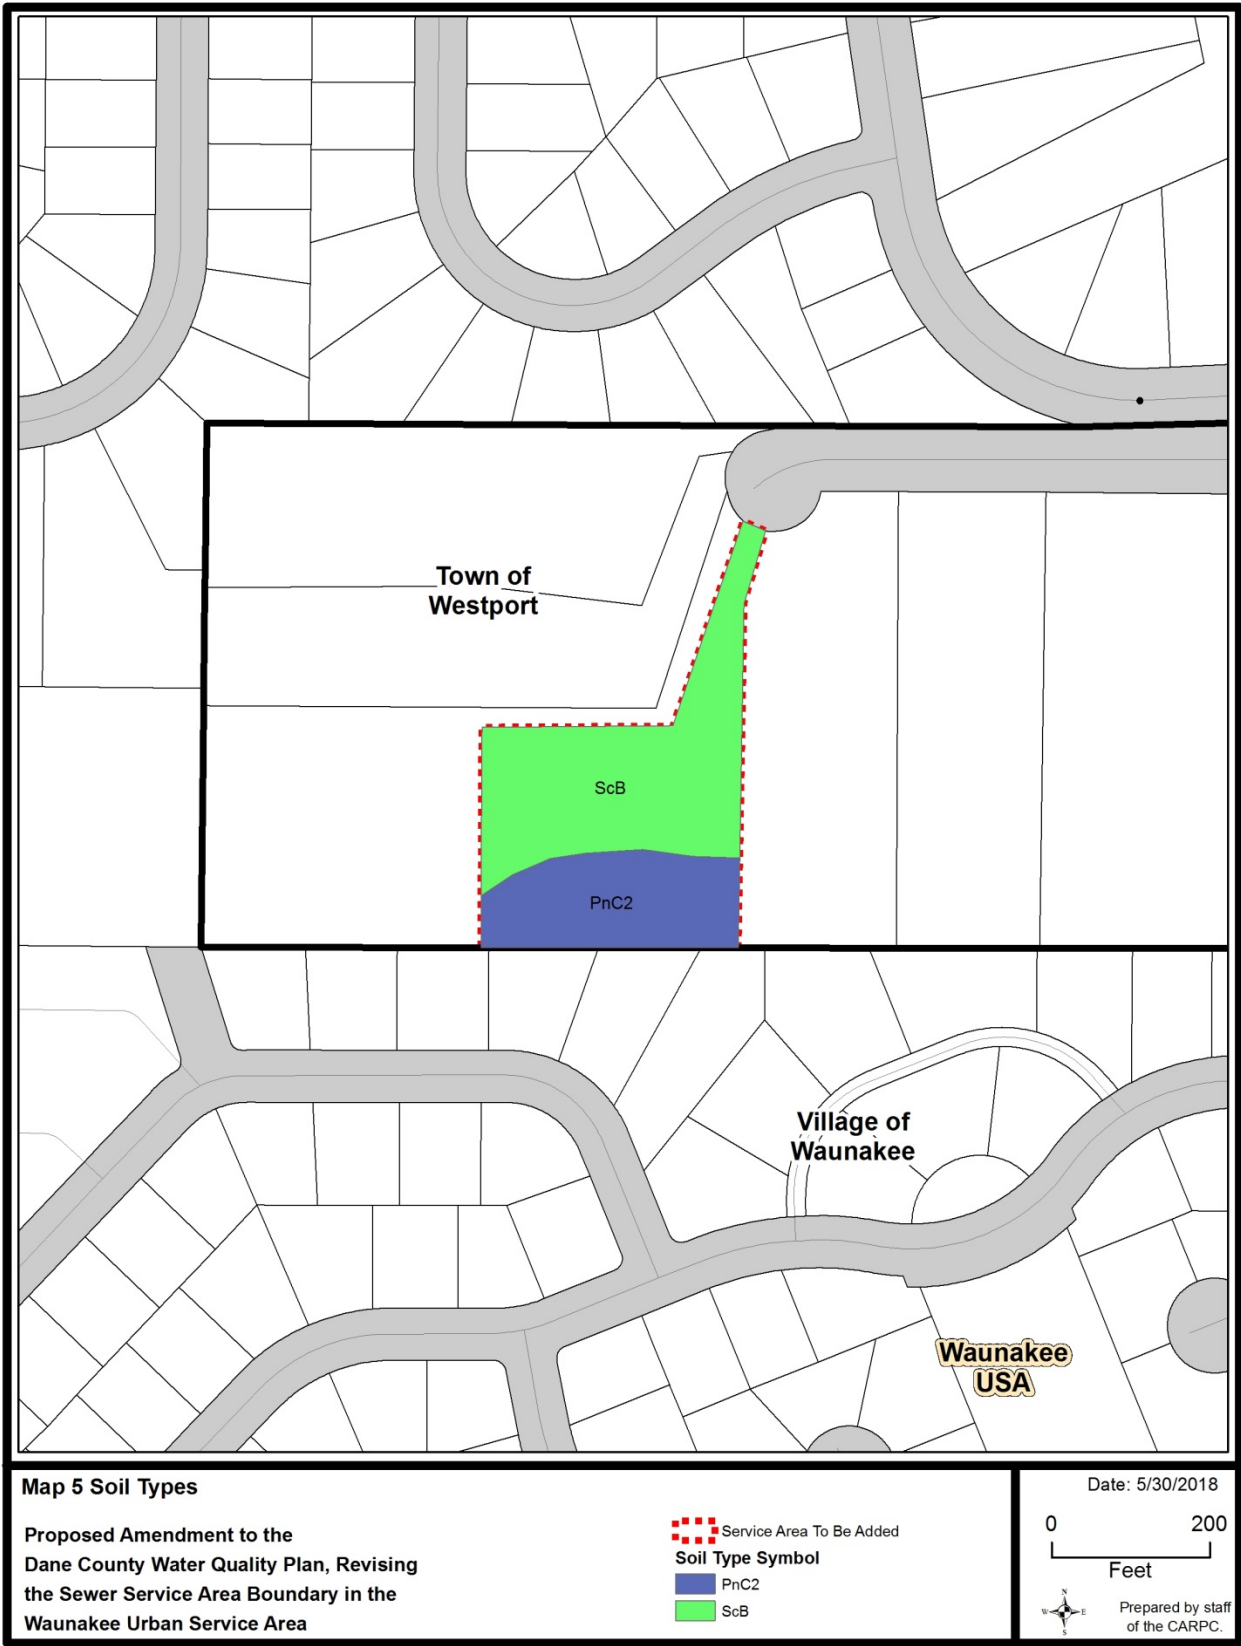 Town of
Westport
ScB
PnC2
Village of
Waunakee
Waunakee
USA
Map 5 Soil Types
Proposed Amendment to the
Dane County Water Quality Plan, Revising
the Sewer Service Area Boundary in the
Waunakee Urban Service Area
Service Area To Be Added
Soil Type Symbol
PnC2
ScB
Date: 5/30/2018
0 200
Feet
N
W E
S
Prepared by staff
of the CARPC.